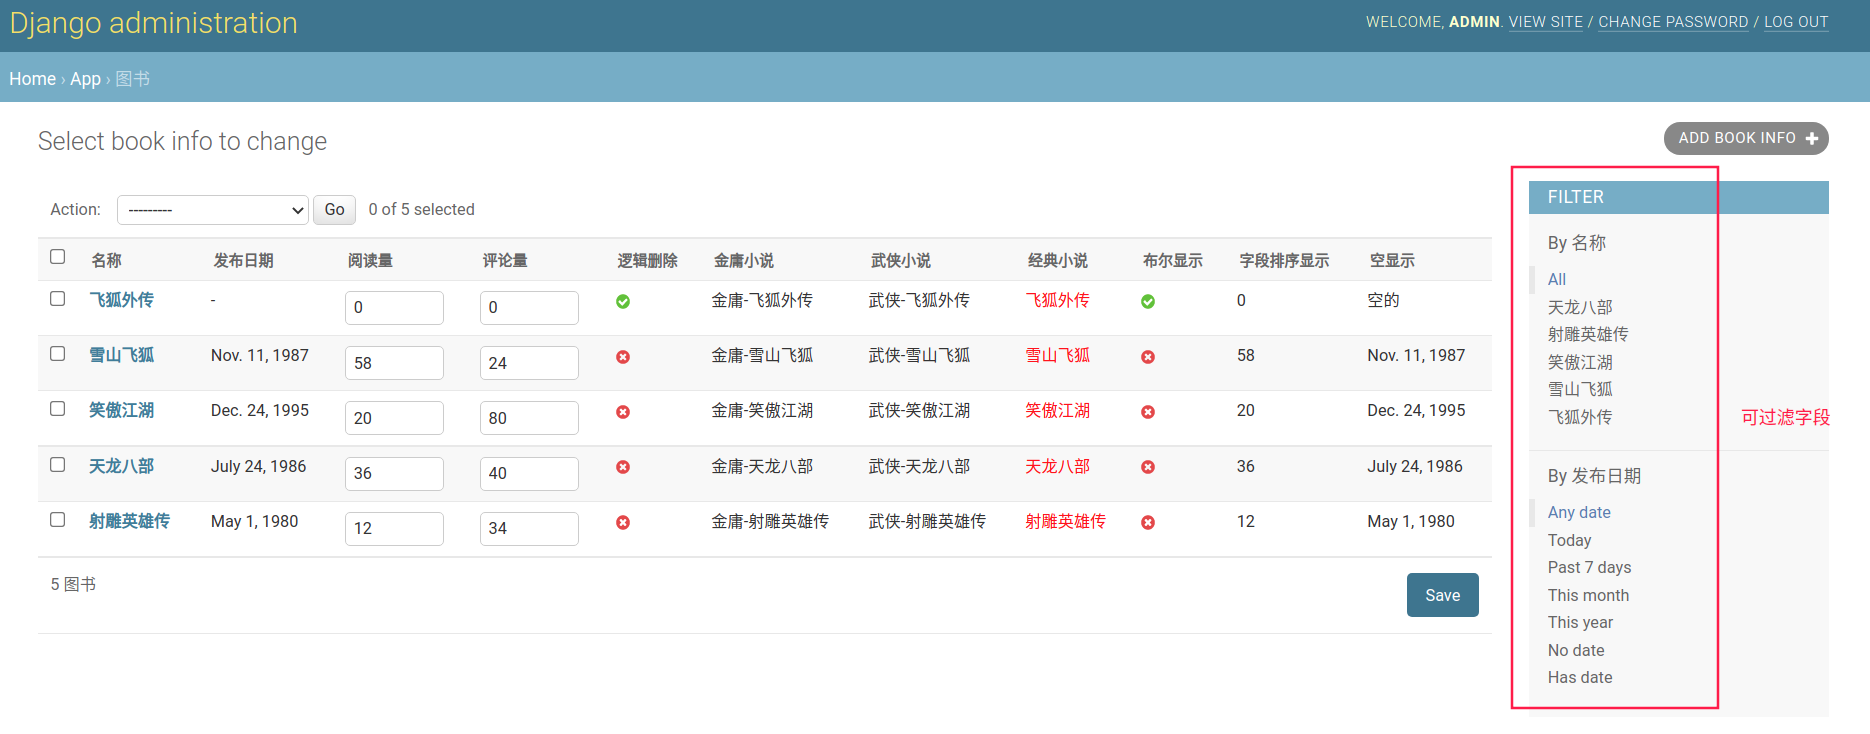 Django administration
WELCOME, ADMIN. VIEW SITE / CHANGE PASSWORD / LOG OUT
Home › App › 图书
Select book info to change
ADD BOOK INFO
Action: --------- Go 0 of 5 selected
名称 发布日期 阅读量 评论量 逻辑删除 金庸小说 武侠小说 经典小说 布尔显示 字段排序显示 空显示
飞狐外传 - 0 0 金庸-飞狐外传 武侠-飞狐外传 飞狐外传 0 空的
雪山飞狐 Nov. 11, 1987 58 24 金庸-雪山飞狐 武侠-雪山飞狐 雪山飞狐 58 Nov. 11, 1987
笑傲江湖 Dec. 24, 1995 20 80 金庸-笑傲江湖 武侠-笑傲江湖 笑傲江湖 20 Dec. 24, 1995
天龙八部 July 24, 1986 36 40 金庸-天龙八部 武侠-天龙八部 天龙八部 36 July 24, 1986
射雕英雄传 May 1, 1980 12 34 金庸-射雕英雄传 武侠-射雕英雄传 射雕英雄传 12 May 1, 1980
5 图书
Save
FILTER
By 名称
All
天龙八部
射雕英雄传
笑傲江湖
雪山飞狐
飞狐外传
可过滤字段
By 发布日期
Any date
Today
Past 7 days
This month
This year
No date
Has date